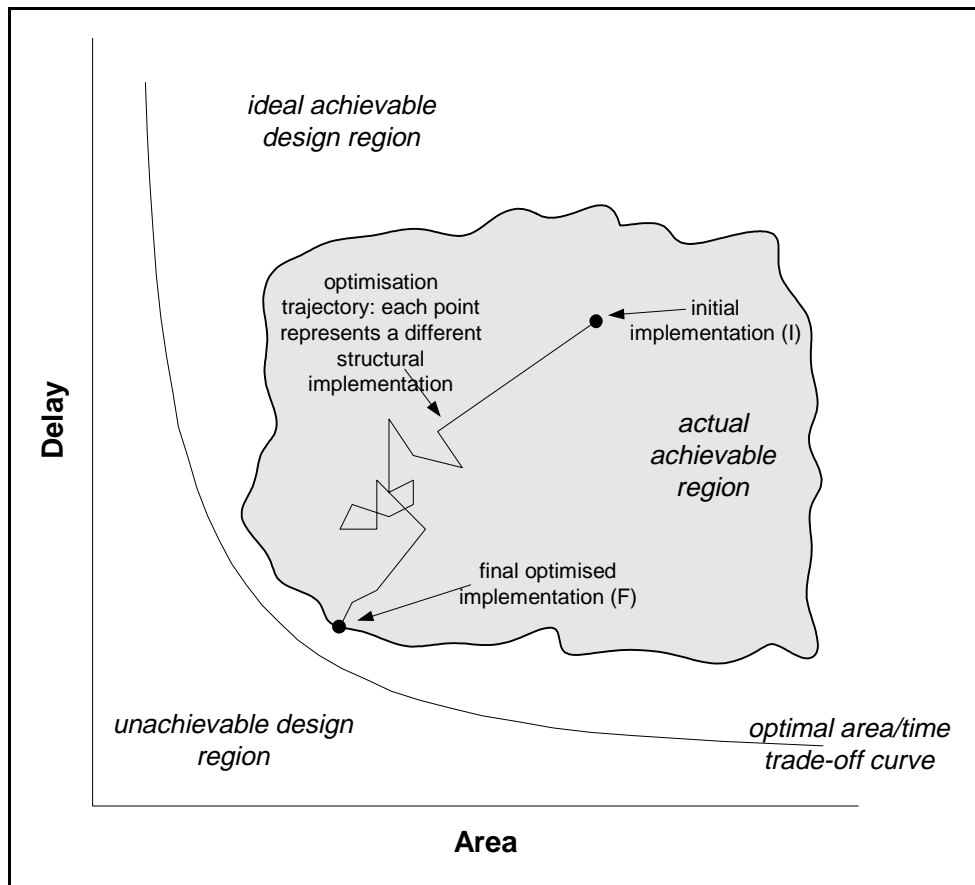 ideal achievable
design region
optimisation
trajectory: each point
represents a different
structural
implementation
initial
implementation (I)
Delay
actual
achievable
region
final optimised
implementation (F)
unachievable design
region
optimal area/time
trade-off curve
Area